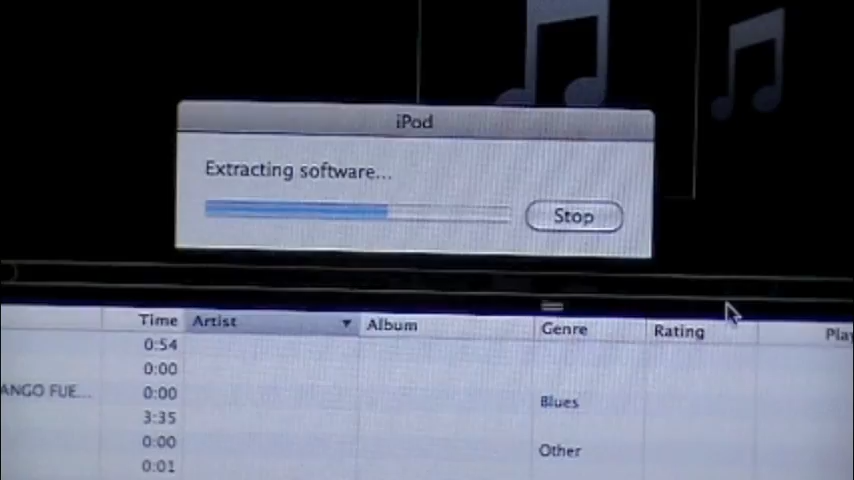 iPod
Extracting software...
Stop
Time Artist Album Genre Rating
0:54
0:00
ANGO FUE... 0:00 Blues
3:35
0:00 Other
0:01